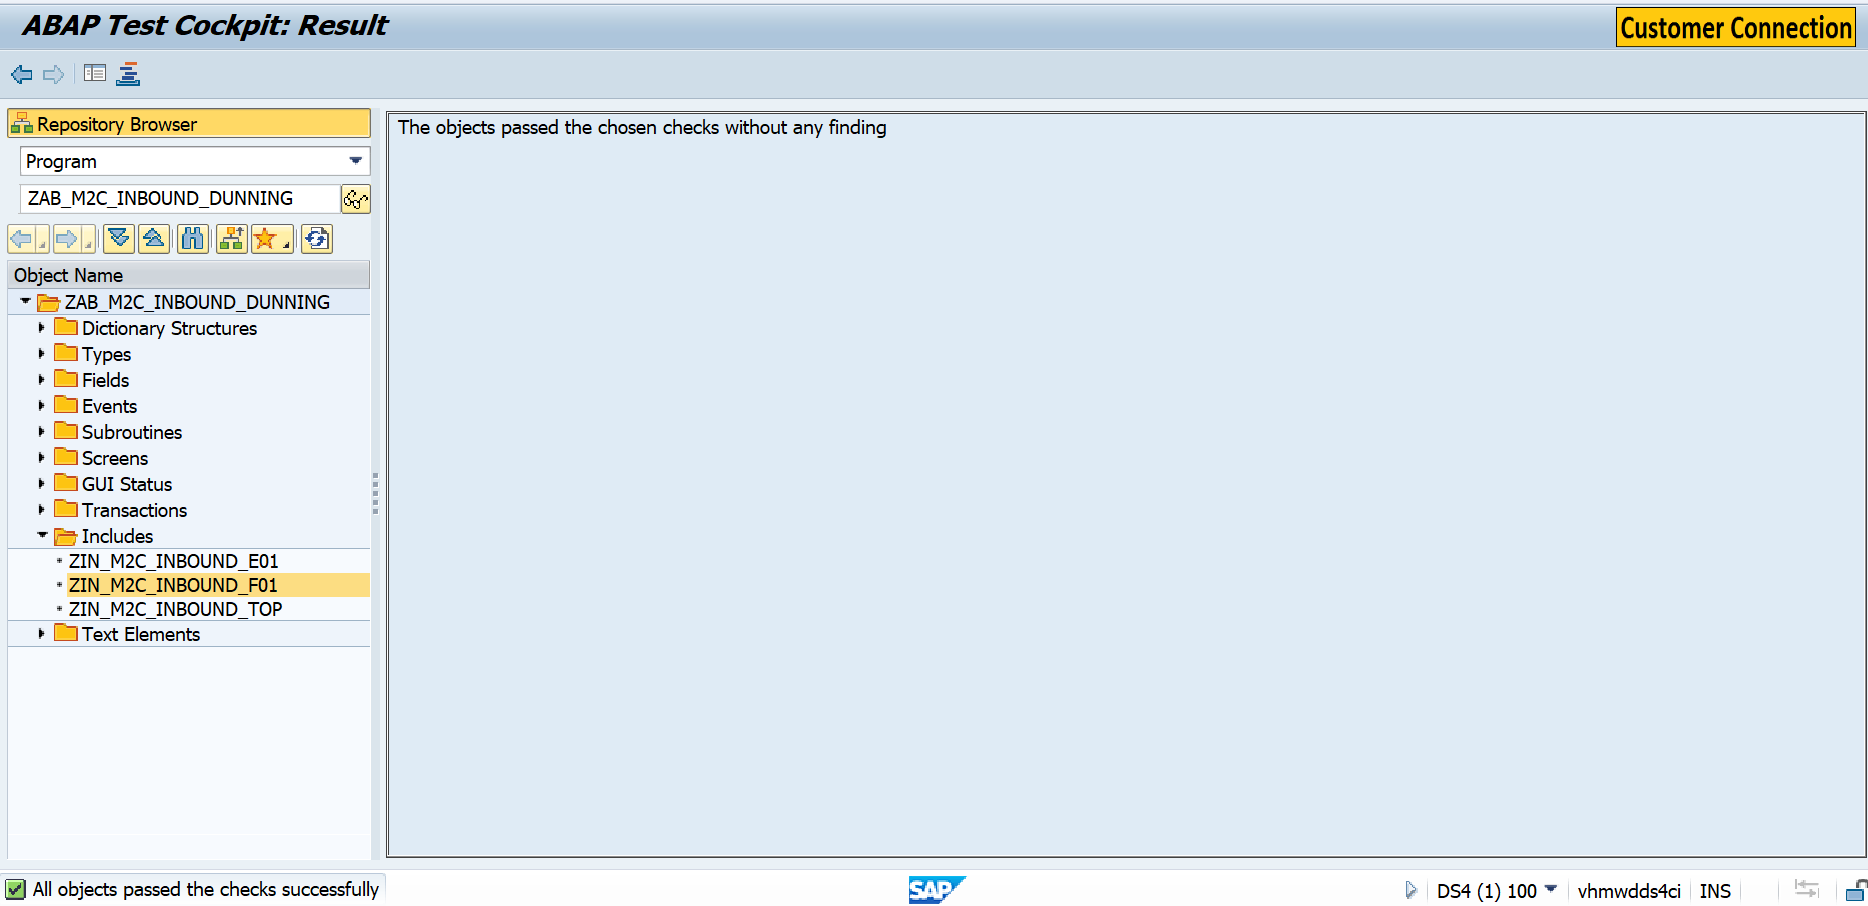 ABAP Test Cockpit: Result
Customer Connection
Repository Browser
Program
ZAB_M2C_INBOUND_DUNNING
Object Name
ZAB_M2C_INBOUND_DUNNING
Dictionary Structures
Types
Fields
Events
Subroutines
Screens
GUI Status
Transactions
Includes
ZIN_M2C_INBOUND_E01
ZIN_M2C_INBOUND_F01
ZIN_M2C_INBOUND_TOP
Text Elements
The objects passed the chosen checks without any finding
All objects passed the checks successfully
SAP
DS4 (1) 100
vhmwdds4ci
INS